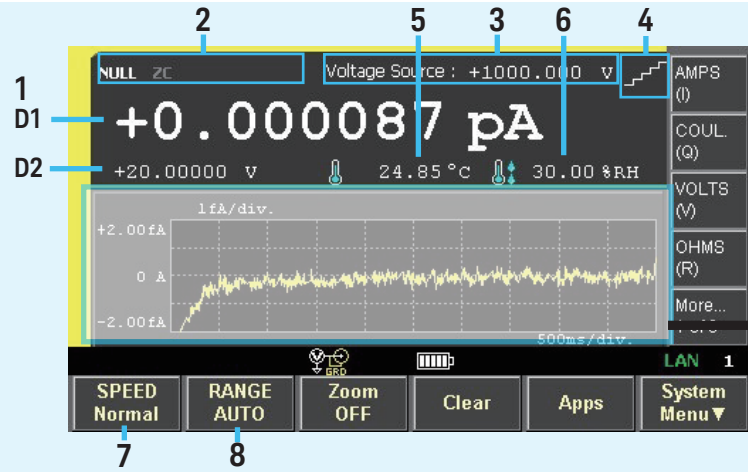 2 5 3 6 4
NULL ZC Voltage Source : +1000.000 V
AMPS
(I)
1
D1 +0.000087 pA
COUL.
(Q)
D2 +20.00000 V 24.85°C 30.00 %RH
VOLTS
(V)
1fA/div.
+2.00fA
0 A
-2.00fA
500ms/div.
OHMS
(R)
More...
V GRD
LAN 1
SPEED
Normal
RANGE
AUTO
Zoom
OFF
Clear
Apps
System
Menu▼
7 8